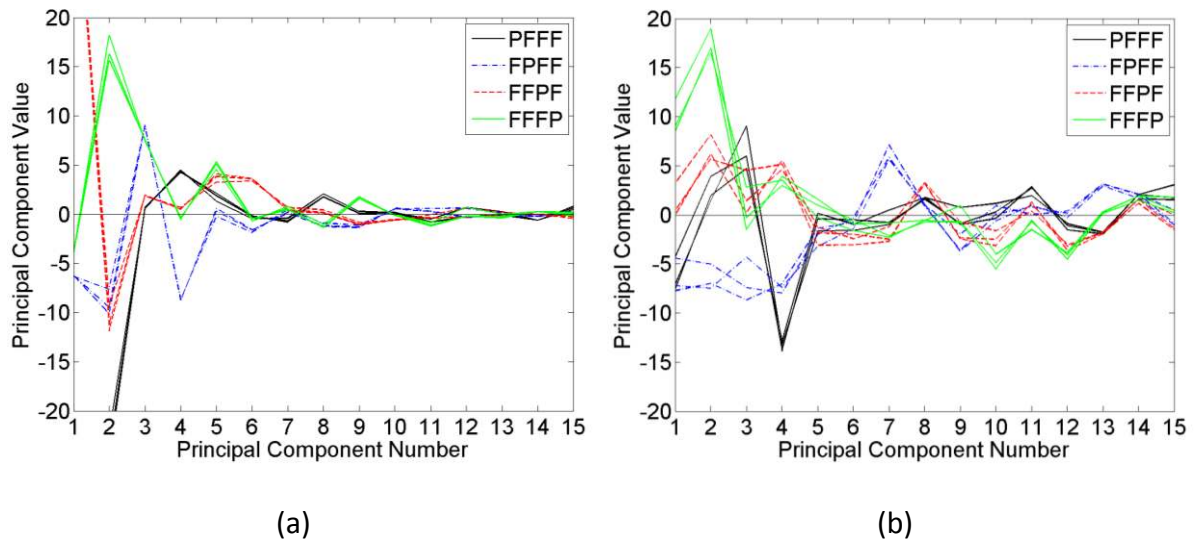 20
15
10
5
0
-5
-10
-15
-20
Principal Component Value
PFFF
FPFF
FFPF
FFFP
1 2 3 4 5 6 7 8 9 10 11 12 13 14 15
Principal Component Number
(a)
20
15
10
5
0
-5
-10
-15
-20
Principal Component Value
PFFF
FPFF
FFPF
FFFP
1 2 3 4 5 6 7 8 9 10 11 12 13 14 15
Principal Component Number
(b)